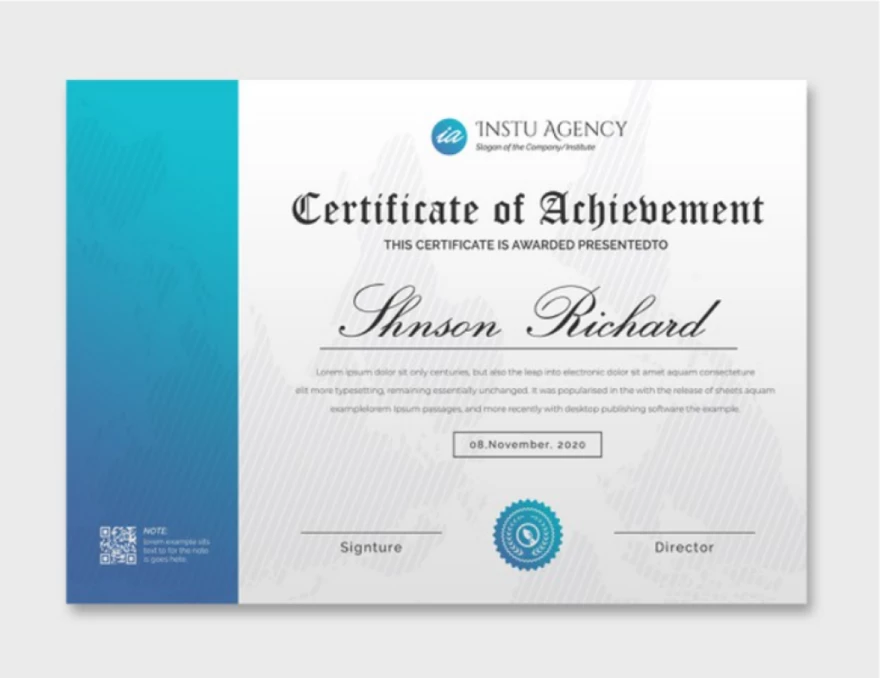 ia
INSTU AGENCY
Slogan of the Company/Institute
Certificate of Achievement
THIS CERTIFICATE IS AWARDED PRESENTEDTO
Shnson Richard
Lorem ipsum dolor sit only centuries, but also the leap into electronic dolor sit amet aquam consecteture
elit more typesetting, remaining essentially unchanged. It was popularised in the with the release of sheets aquam
examplelorem Ipsum passages, and more recently with desktop publishing software the example.
08.November. 2020
NOTE:
lorem example sits
text to for the note
is goes here.
Signture
Director